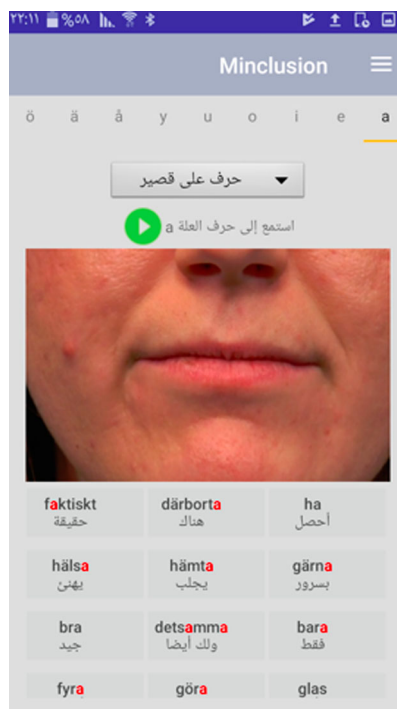 ٢٢:١١ %٥٨
Minclusion
ö ä å y u o i e a
حرف على قصير
استمع إلى حرف العلة a
faktiskt därborta ha
حقيقة هناك أحصل
hälsa hämta gärna
يهنئ يجلب بسرور
bra detsamma bara
جيد ولك أيضا فقط
fyra göra glas